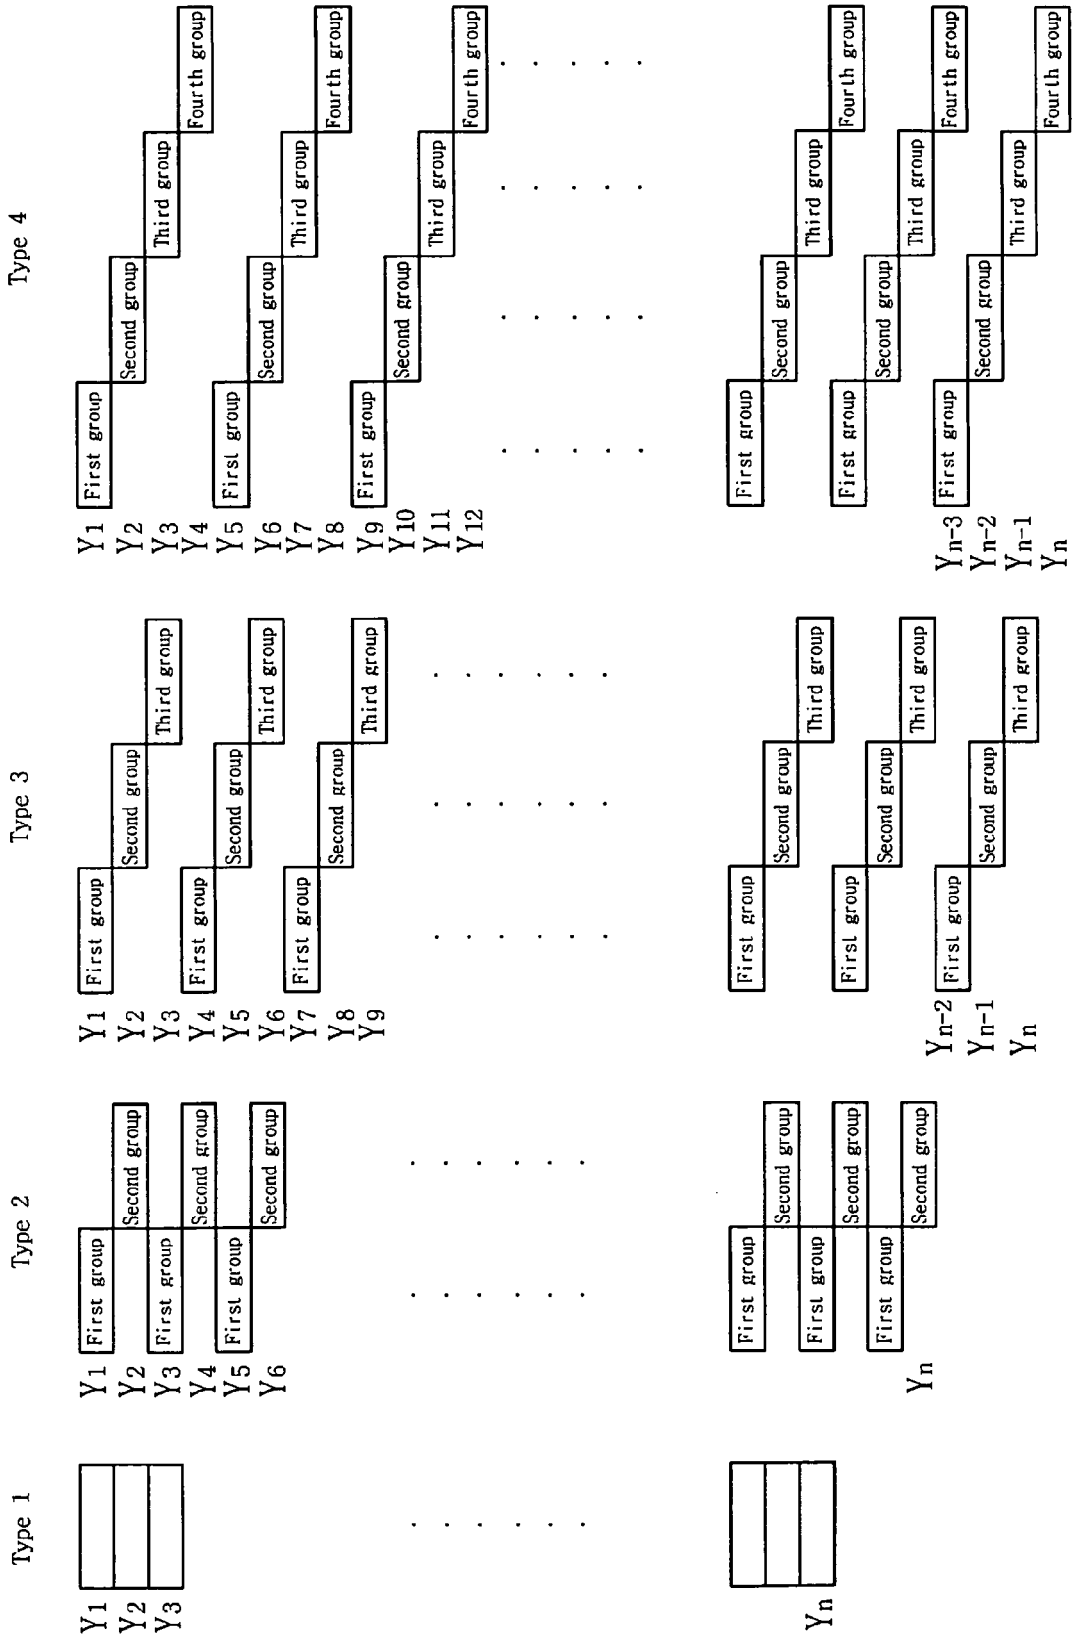 Type 1
Y1
Y2
Y3
Yn
Type 2
Y1
Y2
Y3
Y4
Y5
Y6
First group
Second group
First group
Second group
First group
Second group
First group
Second group
First group
Second group
First group
Second group
Yn
Type 3
Y1
Y2
Y3
Y4
Y5
Y6
Y7
Y8
Y9
First group
Second group
Third group
First group
Second group
Third group
First group
Second group
Third group
First group
Second group
Third group
First group
Second group
Third group
First group
Second group
Third group
Yn-2
Yn-1
Yn
Type 4
Y1
Y2
Y3
Y4
Y5
Y6
Y7
Y8
Y9
Y10
Y11
Y12
First group
Second group
Third group
Fourth group
First group
Second group
Third group
Fourth group
First group
Second group
Third group
Fourth group
First group
Second group
Third group
Fourth group
First group
Second group
Third group
Fourth group
First group
Second group
Third group
Fourth group
Yn-3
Yn-2
Yn-1
Yn